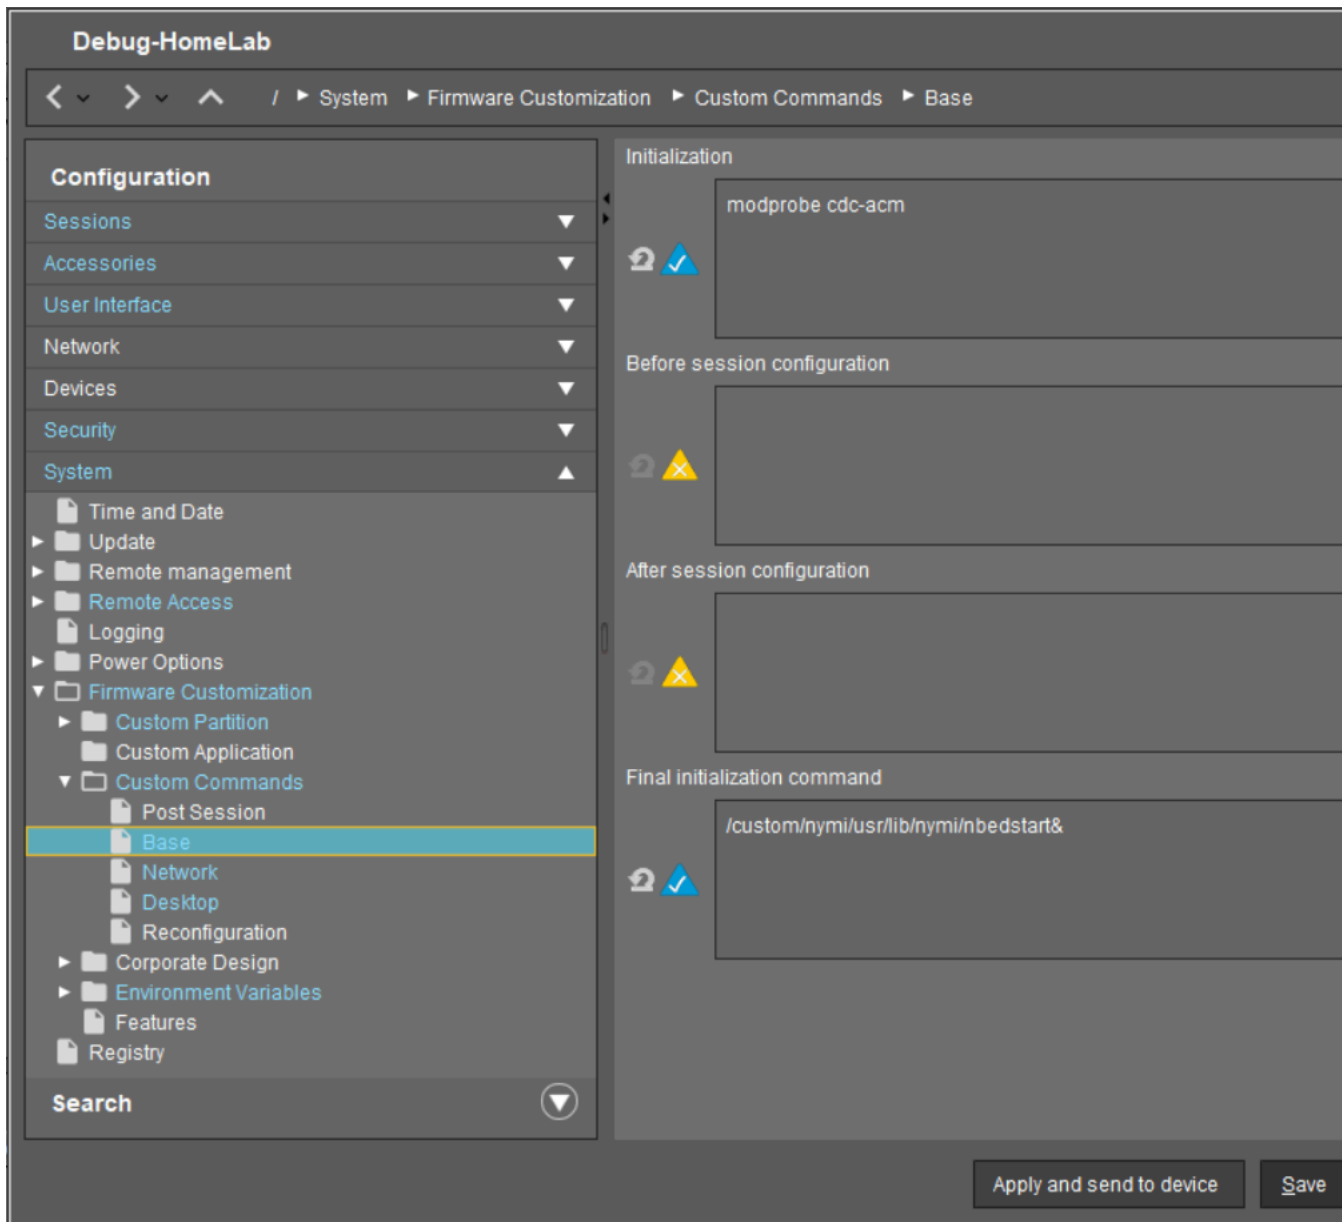 Debug-HomeLab
/ System Firmware Customization Custom Commands Base
Configuration
Sessions
Accessories
User Interface
Network
Devices
Security
System
Time and Date
Update
Remote management
Remote Access
Logging
Power Options
Firmware Customization
Custom Partition
Custom Application
Custom Commands
Post Session
Base
Network
Desktop
Reconfiguration
Corporate Design
Environment Variables
Features
Registry
Search
Initialization
modprobe cdc-acm
Before session configuration
After session configuration
Final initialization command
/custom/nymi/usr/lib/nymi/nbedstart&
Apply and send to device
Save